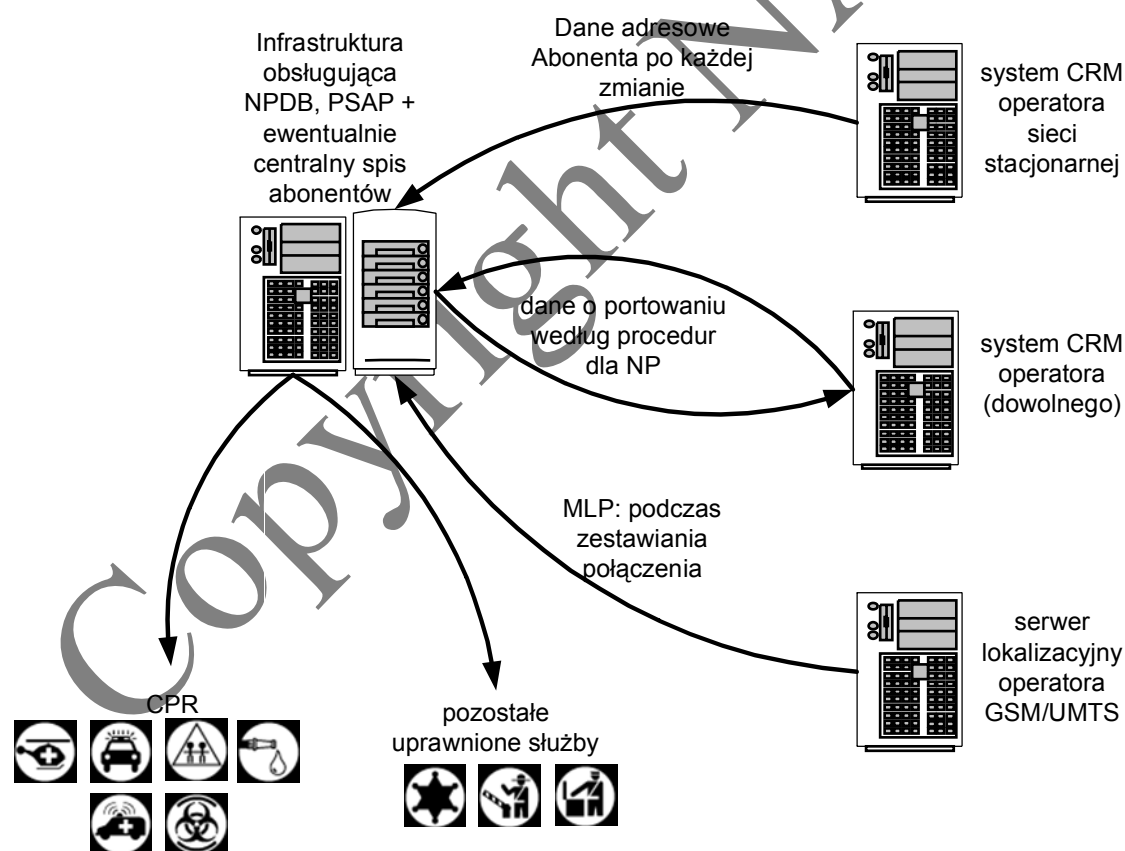 Infrastruktura
obsługująca
NPDB, PSAP +
ewentualnie
centralny spis
abonentów
Dane adresowe
Abonenta po każdej
zmianie
system CRM
operatora
sieci
stacjonarnej
dane o portowaniu
według procedur
dla NP
system CRM
operatora
(dowolnego)
MLP: podczas
zestawiania
połączenia
serwer
lokalizacyjny
operatora
GSM/UMTS
CPR
pozostałe
uprawnione służby
Copyright